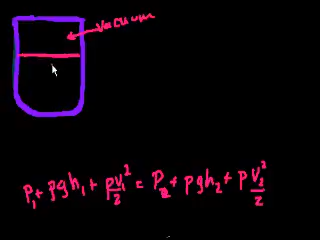 vacuum
P₁ + ρgh₁ + ρv₁²/2 = P₂ + ρgh₂ + ρV₂²/2